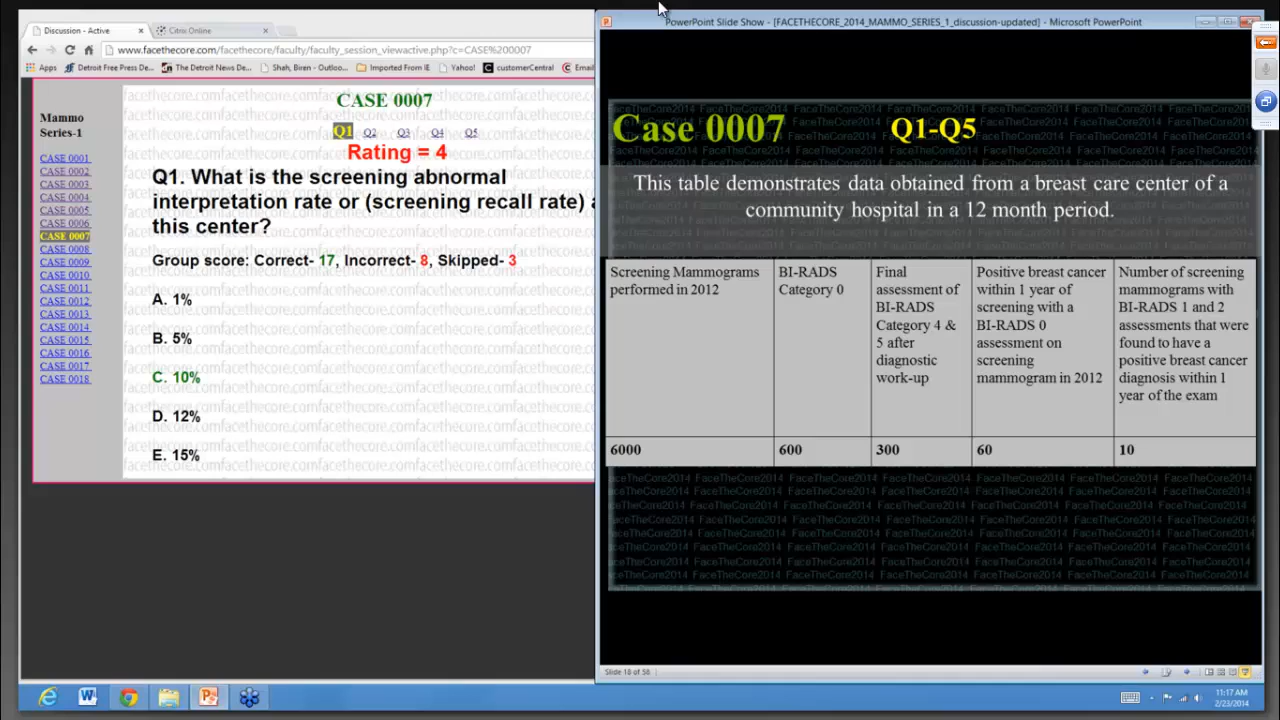 Discussion - Active
Citrix Online
www.facethecore.com/facethecore/faculty/faculty_session_viewactive.php?c=CASE%200007
Apps Detroit Free Press De... The Detroit News De... Shah, Biren - Outloo... Imported From IE Yahoo! customerCentral Email
Mammo
Series-1
CASE 0001
CASE 0002
CASE 0003
CASE 0004
CASE 0005
CASE 0006
CASE 0007
CASE 0008
CASE 0009
CASE 0010
CASE 0011
CASE 0012
CASE 0013
CASE 0014
CASE 0015
CASE 0016
CASE 0017
CASE 0018
CASE 0007
Q1 Q2 Q3 Q4 Q5
Rating = 4
Q1. What is the screening abnormal
interpretation rate or (screening recall rate) a
this center?
Group score: Correct- 17, Incorrect- 8, Skipped- 3
A. 1%
B. 5%
C. 10%
D. 12%
E. 15%
PowerPoint Slide Show - [FACETHECORE_2014_MAMMO_SERIES_1_discussion-updated] - Microsoft PowerPoint
Case 0007
Q1-Q5
This table demonstrates data obtained from a breast care center of a
community hospital in a 12 month period.
Screening Mammograms
performed in 2012
BI-RADS
Category 0
Final
assessment of
BI-RADS
Category 4 &
5 after
diagnostic
work-up
Positive breast cancer
within 1 year of
screening with a
BI-RADS 0
assessment on
screening
mammogram in 2012
Number of screening
mammograms with
BI-RADS 1 and 2
assessments that were
found to have a
positive breast cancer
diagnosis within 1
year of the exam
6000
600
300
60
10
Slide 18 of 58
11:17 AM
2/23/2014